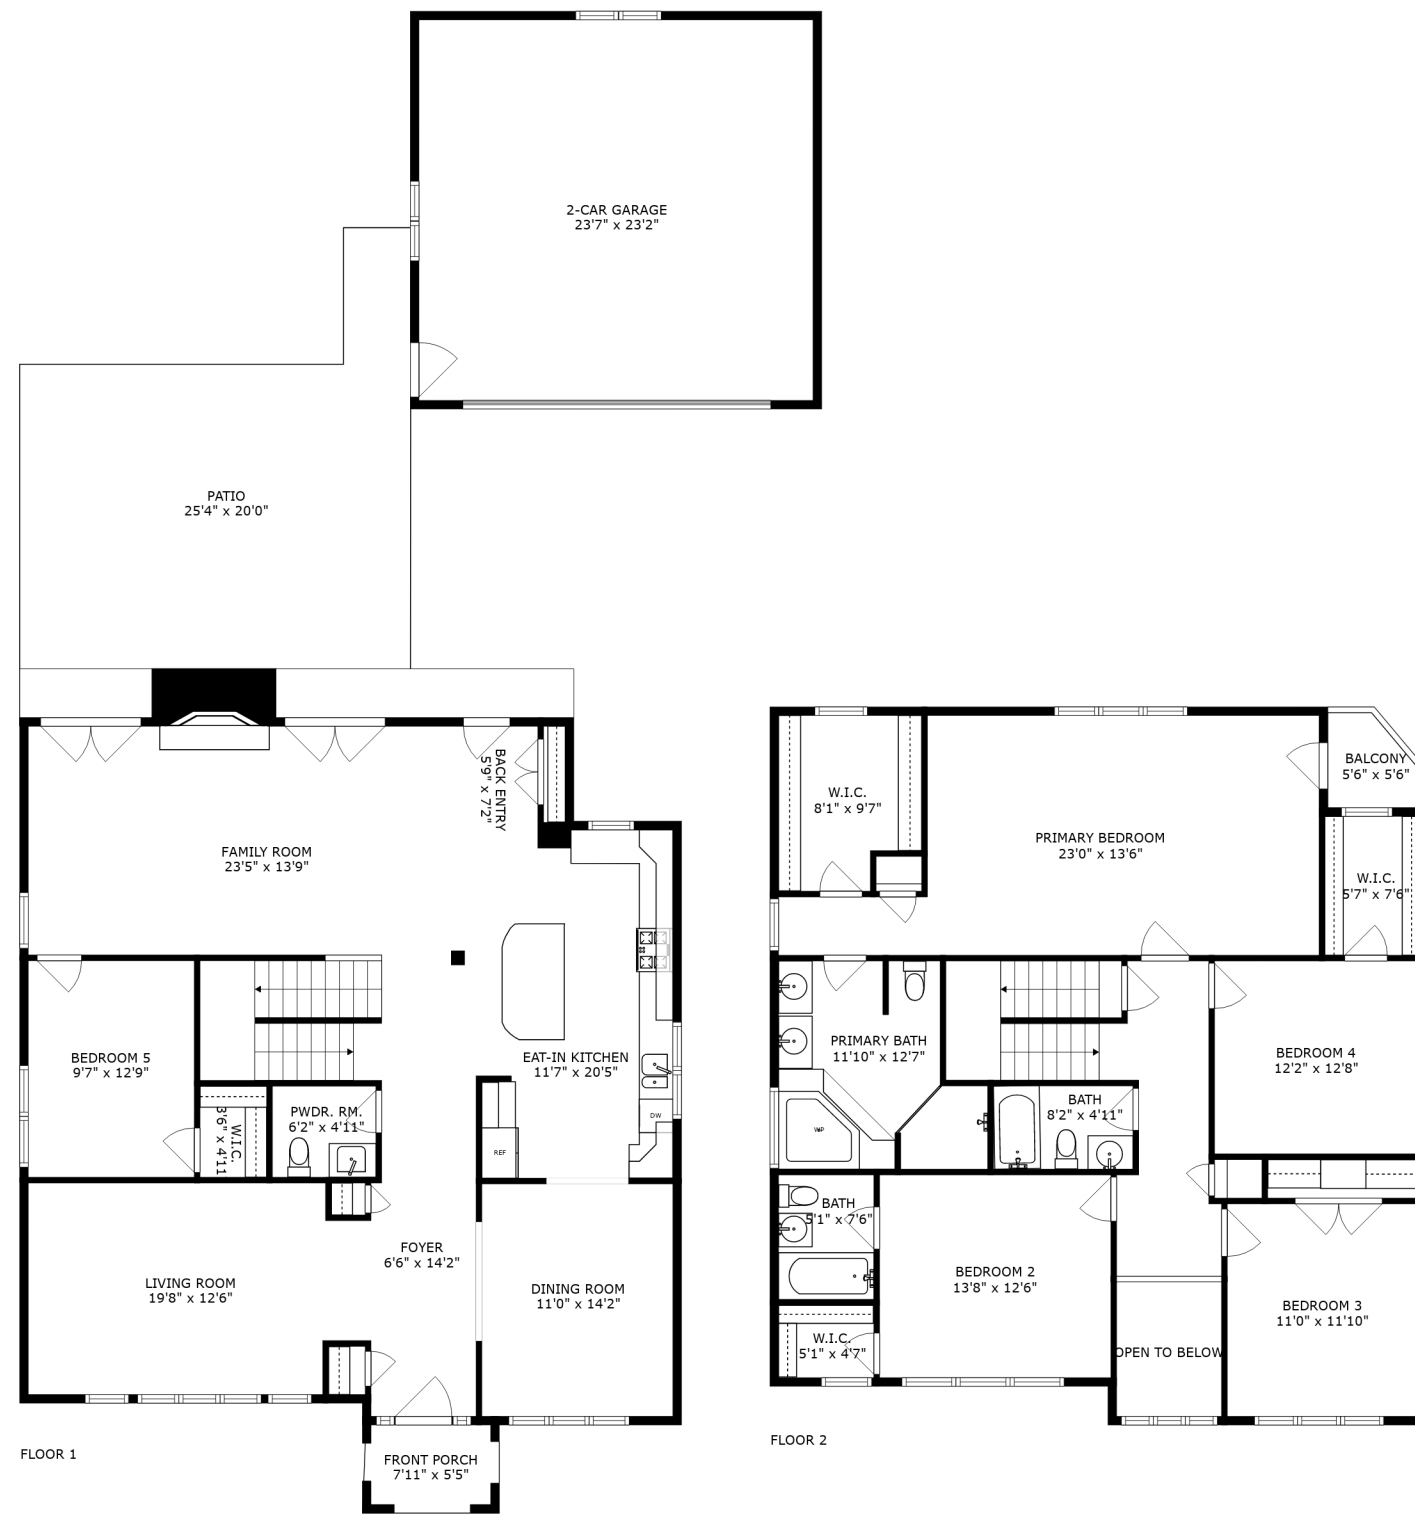 2-CAR GARAGE
23'7" x 23'2"
PATIO
25'4" x 20'0"
BACK ENTRY
5'9" x 7'2"
FAMILY ROOM
23'5" x 13'9"
EAT-IN KITCHEN
11'7" x 20'5"
BEDROOM 5
9'7" x 12'9"
W.I.C.
3'6" x 4'11
PWDR. RM.
6'2" x 4'11"
DW
REF
FOYER
6'6" x 14'2"
LIVING ROOM
19'8" x 12'6"
DINING ROOM
11'0" x 14'2"
FRONT PORCH
7'11" x 5'5"
FLOOR 1
W.I.C.
8'1" x 9'7"
PRIMARY BEDROOM
23'0" x 13'6"
BALCONY
5'6" x 5'6"
W.I.C.
5'7" x 7'6"
PRIMARY BATH
11'10" x 12'7"
WP
BATH
8'2" x 4'11"
BEDROOM 4
12'2" x 12'8"
BATH
5'1" x 7'6"
BEDROOM 2
13'8" x 12'6"
BEDROOM 3
11'0" x 11'10"
W.I.C.
5'1" x 4'7"
OPEN TO BELOW
FLOOR 2